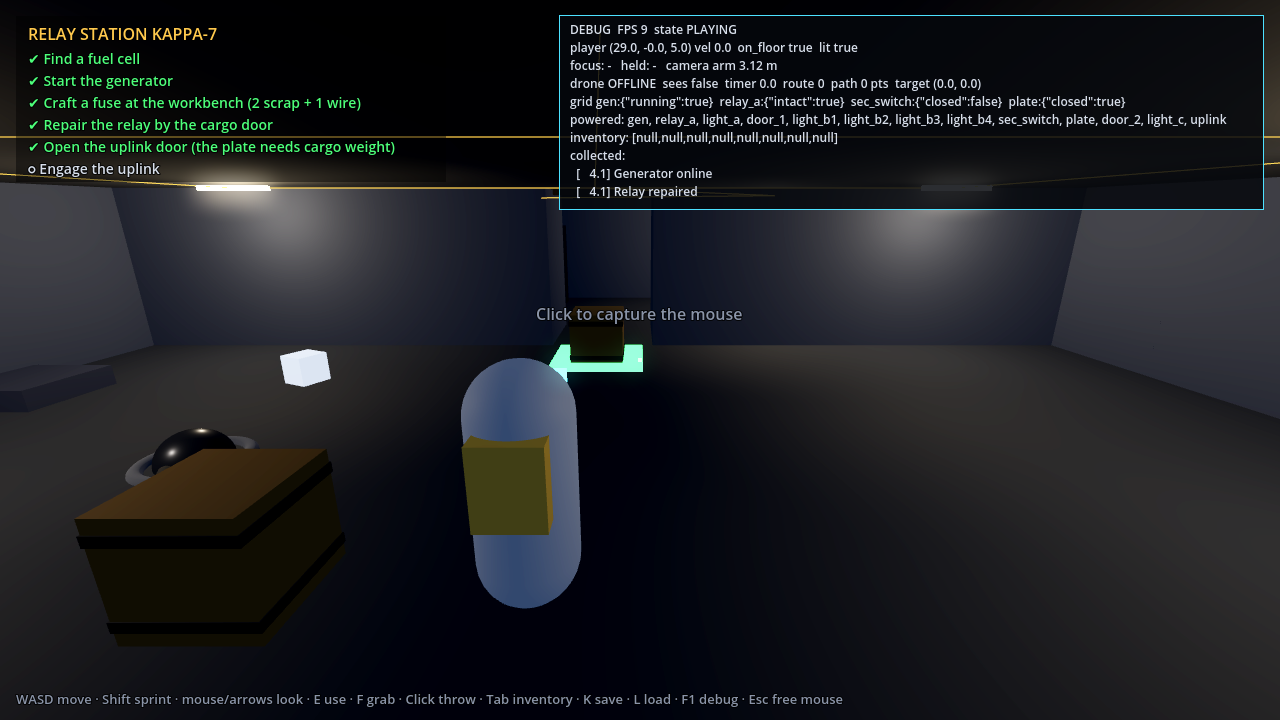 RELAY STATION KAPPA-7
✔ Find a fuel cell
✔ Start the generator
✔ Craft a fuse at the workbench (2 scrap + 1 wire)
✔ Repair the relay by the cargo door
✔ Open the uplink door (the plate needs cargo weight)
○ Engage the uplink
DEBUG  FPS 9  state PLAYING
player (29.0, -0.0, 5.0) vel 0.0  on_floor true  lit true
focus: -   held: -   camera arm 3.12 m
drone OFFLINE  sees false  timer 0.0  route 0  path 0 pts  target (0.0, 0.0)
grid gen:{"running":true}  relay_a:{"intact":true}  sec_switch:{"closed":false}  plate:{"closed":true}
powered: gen, relay_a, light_a, door_1, light_b1, light_b2, light_b3, light_b4, sec_switch, plate, door_2, light_c, uplink
inventory: [null,null,null,null,null,null,null,null]
collected:
[   4.1] Generator online
[   4.1] Relay repaired
Click to capture the mouse
WASD move · Shift sprint · mouse/arrows look · E use · F grab · Click throw · Tab inventory · K save · L load · F1 debug · Esc free mouse